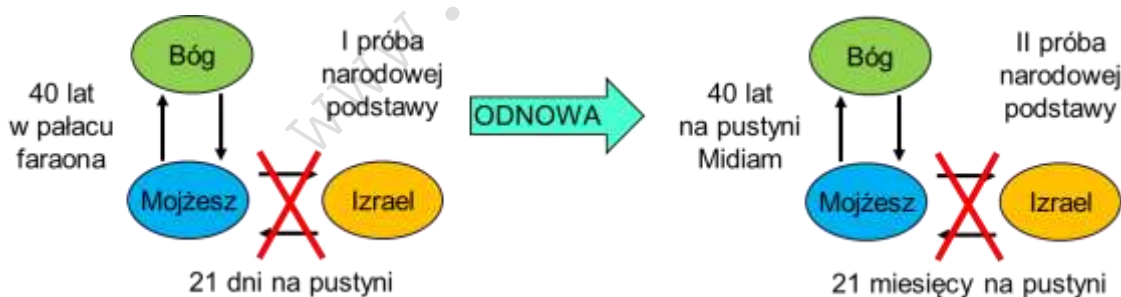 Bóg
I próba
narodowej
podstawy
40 lat
w pałacu
faraona
Mojżesz
Izrael
21 dni na pustyni
ODNOWA
Bóg
II próba
narodowej
podstawy
40 lat
na pustyni
Midiam
Mojżesz
Izrael
21 miesięcy na pustyni
www.